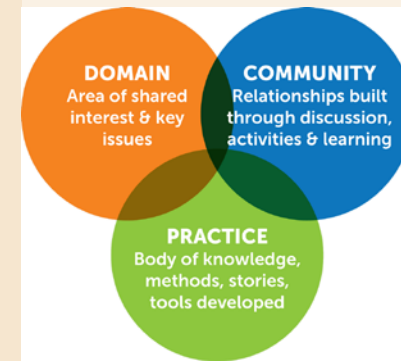 DOMAIN
Area of shared
interest & key
issues
COMMUNITY
Relationships built
through discussion,
activities & learning
PRACTICE
Body of knowledge,
methods, stories,
tools developed